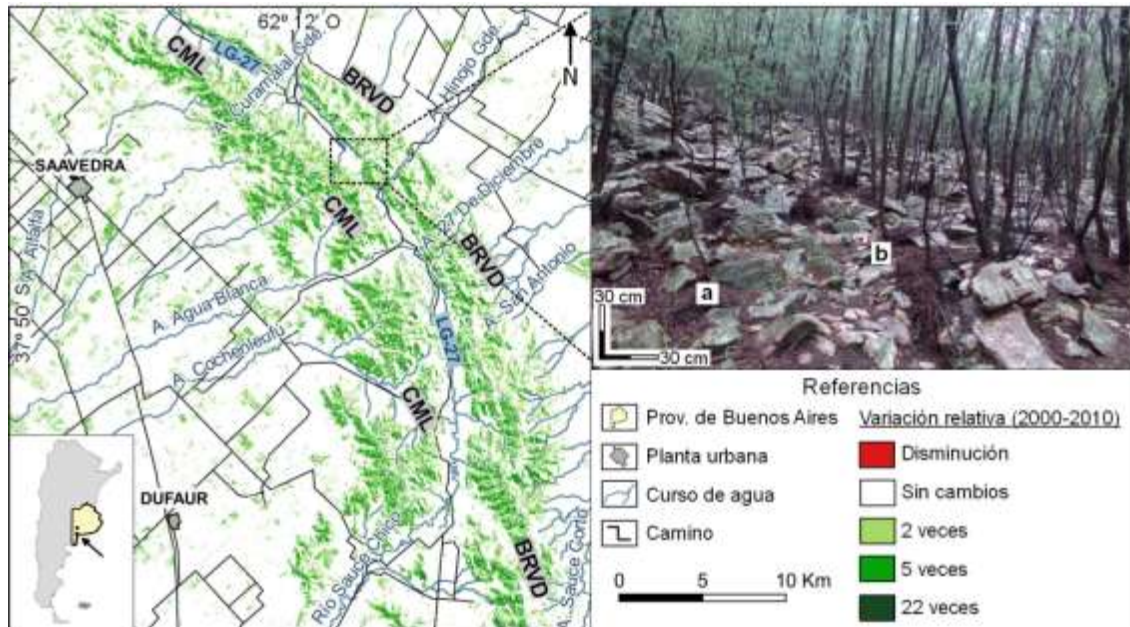 62º 12' O
LG-27
CML
A. Curamalal Gde.
BRVD
A. Hinojo Gde.
N
SAAVEDRA
CML
A. 27 De Diciembre
BRVD
A. San Antonio
37º 50' S
A. Alfalfa
A. Agua Blanca
A. Cochenleufú
LG-27
CML
DUFAUR
Río Sauce Chico
BRVD
A. Sauce Corto
a
b
30 cm
30 cm
Referencias
Prov. de Buenos Aires
Planta urbana
Curso de agua
Camino
0 5 10 Km
Variación relativa (2000-2010)
Disminución
Sin cambios
2 veces
5 veces
22 veces